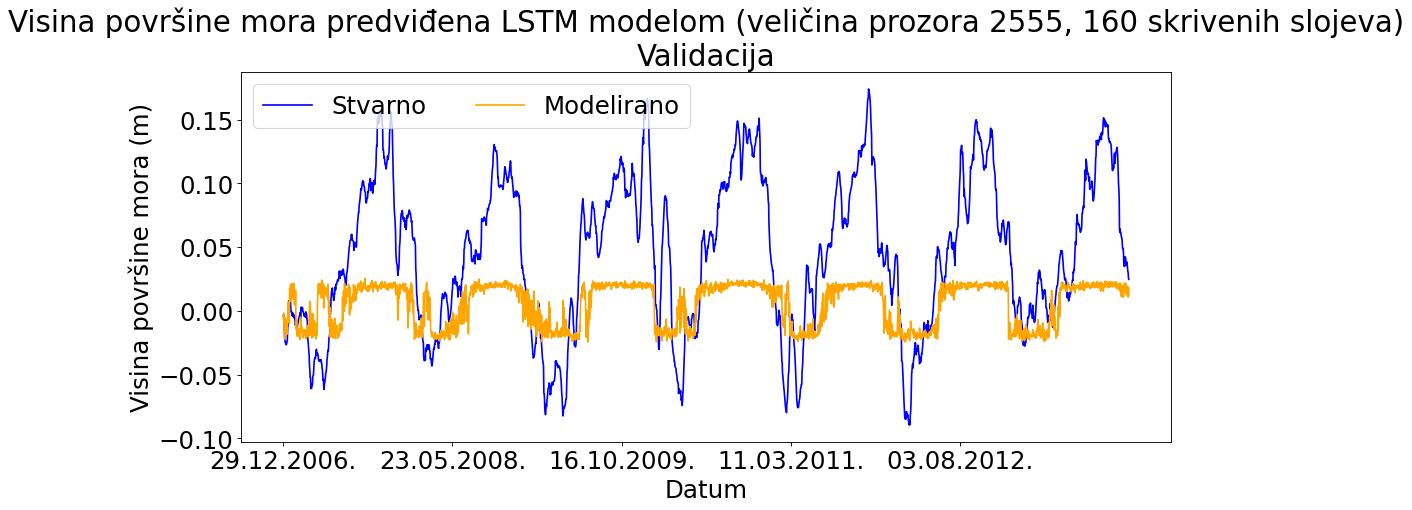 Visina površine mora predviđena LSTM modelom (veličina prozora 2555, 160 skrivenih slojeva)
Validacija
Stvarno Modelirano
Visina površine mora (m)
0.15
0.10
0.05
0.00
−0.05
−0.10
29.12.2006. 23.05.2008. 16.10.2009. 11.03.2011. 03.08.2012.
Datum